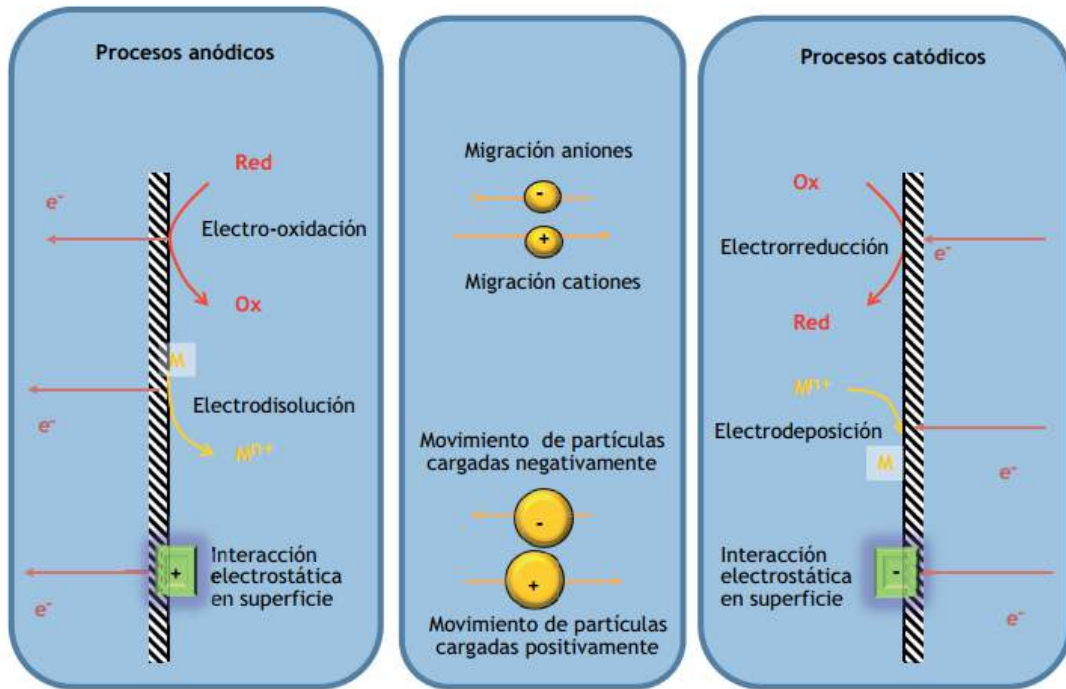 Procesos anódicos
Red
e⁻
Electro-oxidación
Ox
M
Electrodisolución
e⁻
Mⁿ⁺
+
Interacción
electrostática
en superficie
e⁻
Migración aniones
-
+
Migración cationes
Movimiento de partículas
cargadas negativamente
-
+
Movimiento de partículas
cargadas positivamente
Procesos catódicos
Ox
Electrorreducción
e⁻
Red
Mⁿ⁺
Electrodeposición
M
e⁻
Interacción
electrostática
en superficie
-
e⁻